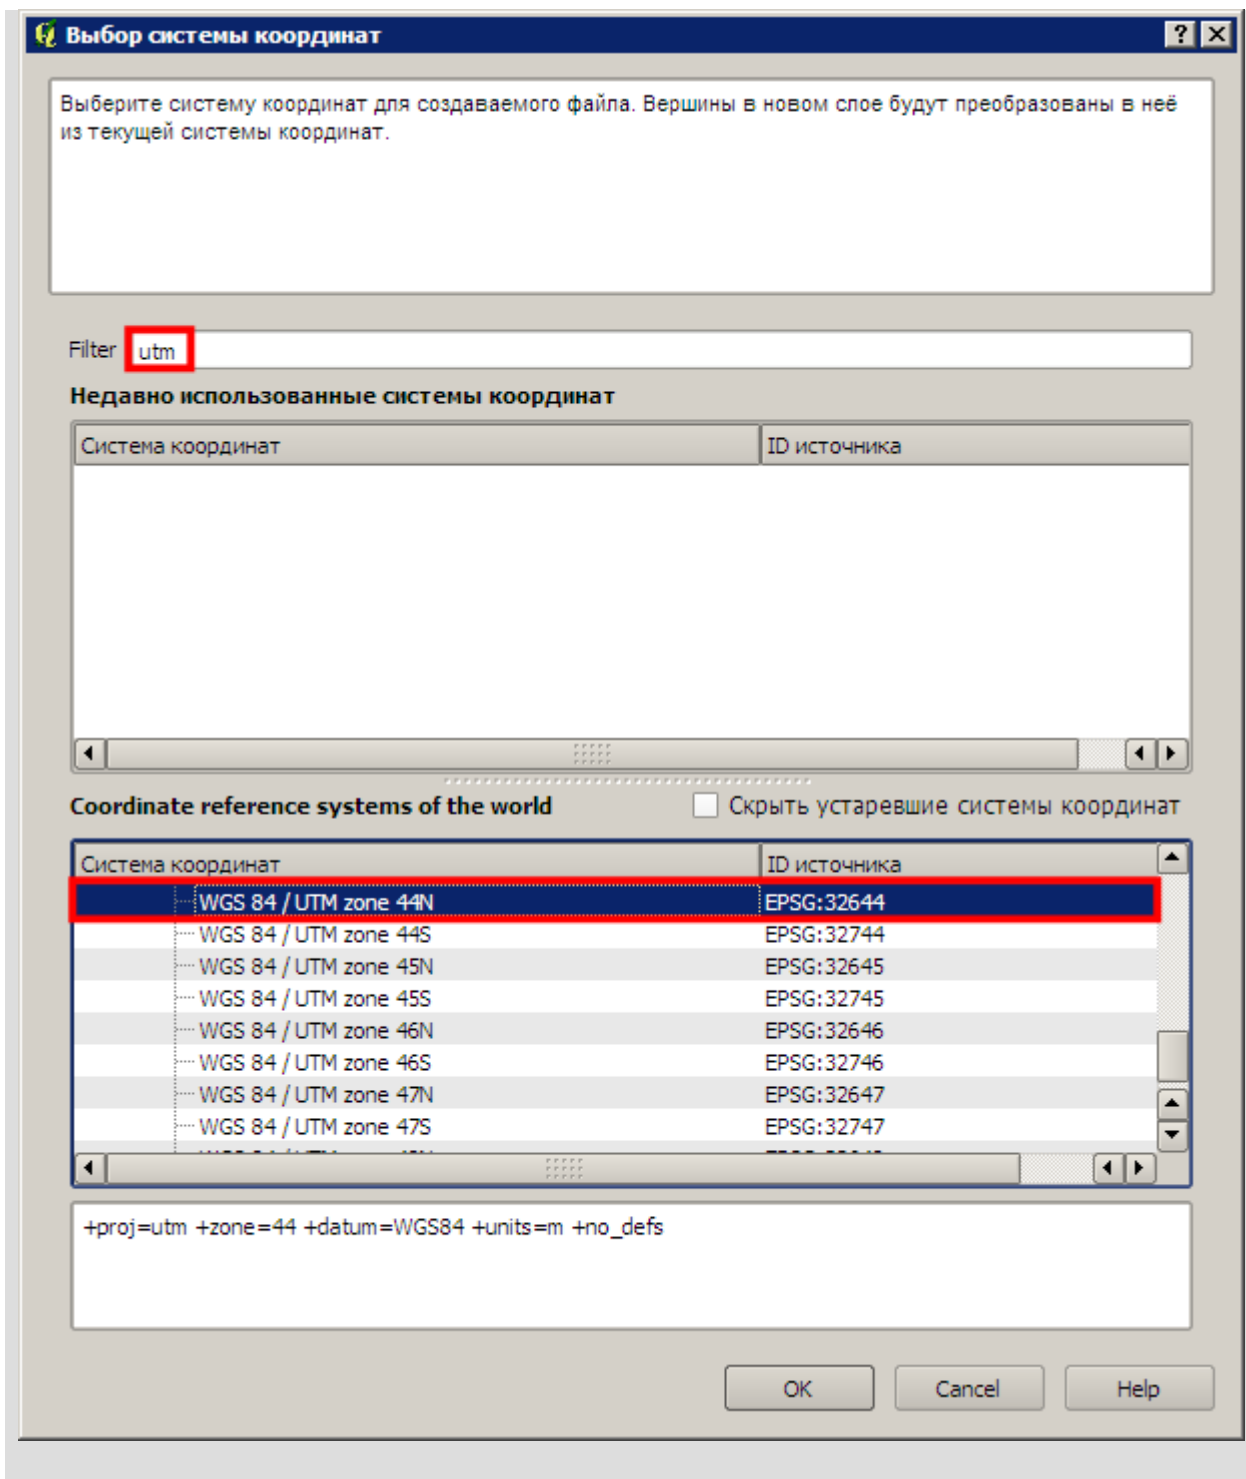 Выбор системы координат
Выберите систему координат для создаваемого файла. Вершины в новом слое будут преобразованы в неё
из текущей системы координат.
Filter utm
Недавно использованные системы координат
Система координат ID источника
Coordinate reference systems of the world Скрыть устаревшие системы координат
Система координат ID источника
WGS 84 / UTM zone 44N EPSG:32644
WGS 84 / UTM zone 44S EPSG:32744
WGS 84 / UTM zone 45N EPSG:32645
WGS 84 / UTM zone 45S EPSG:32745
WGS 84 / UTM zone 46N EPSG:32646
WGS 84 / UTM zone 46S EPSG:32746
WGS 84 / UTM zone 47N EPSG:32647
WGS 84 / UTM zone 47S EPSG:32747
+proj=utm +zone=44 +datum=WGS84 +units=m +no_defs
OK Cancel Help